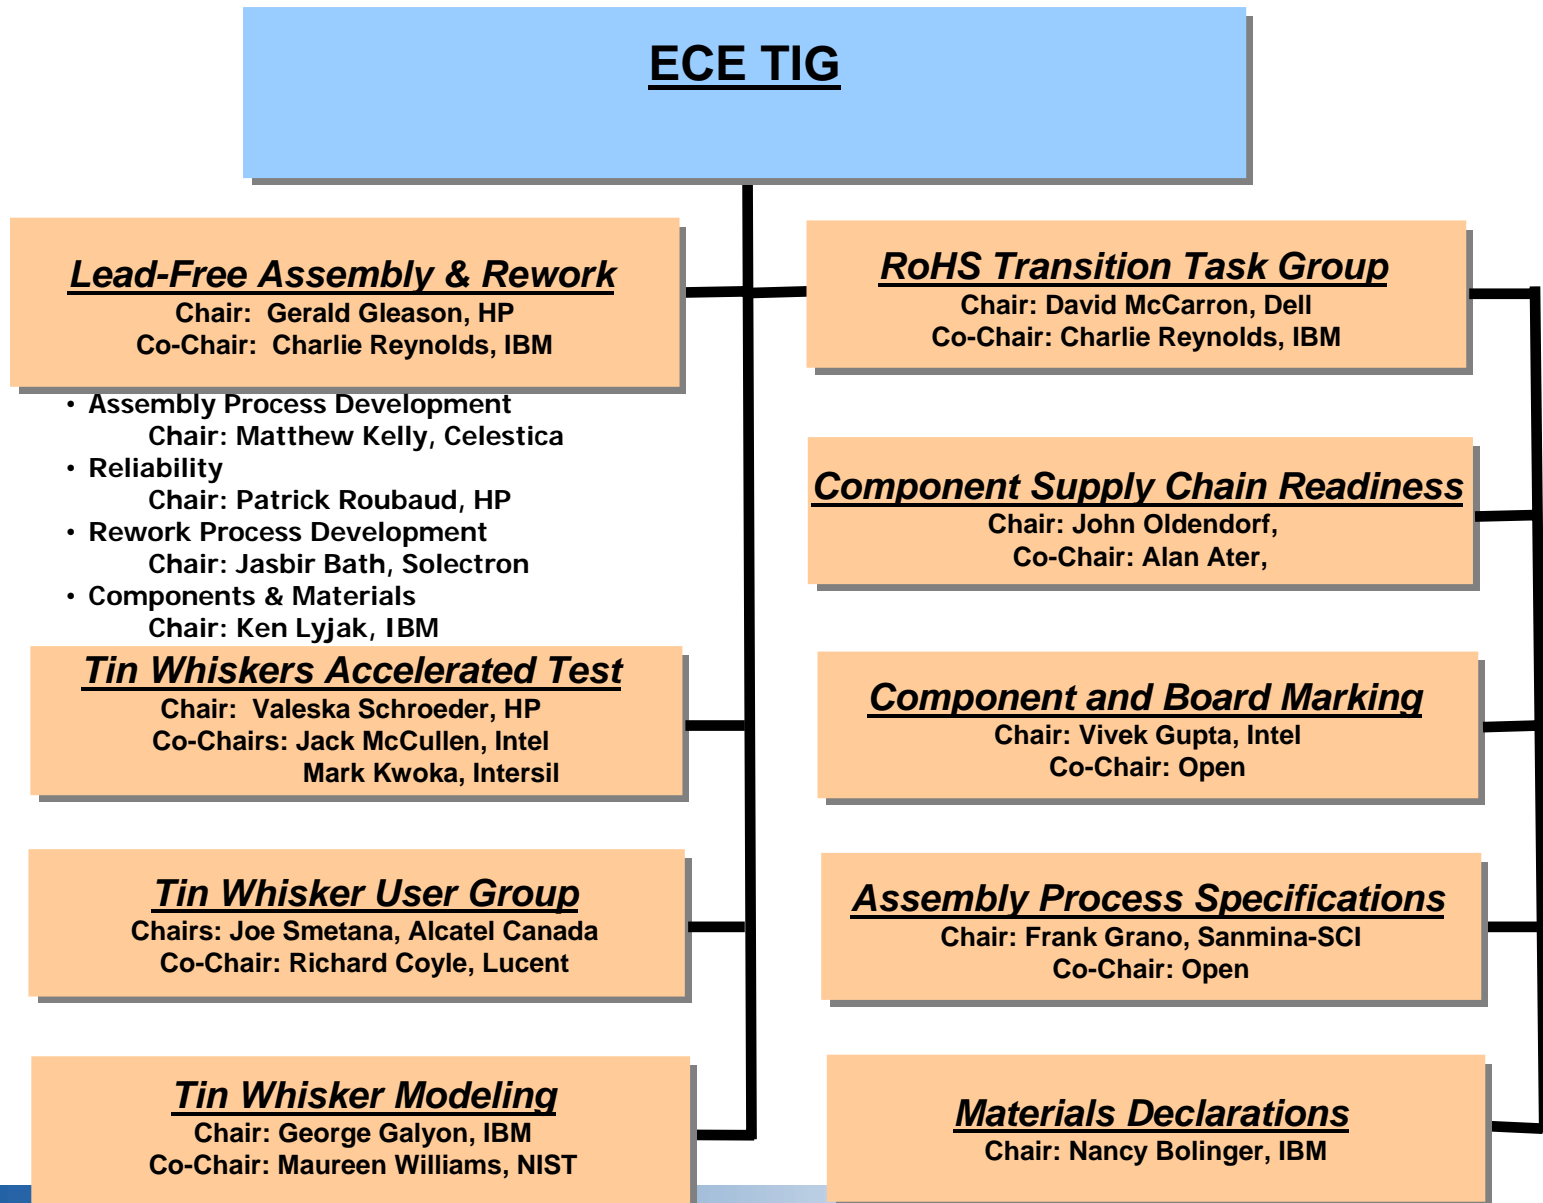 ECE TIG
Lead-Free Assembly & Rework
Chair: Gerald Gleason, HP
Co-Chair: Charlie Reynolds, IBM
• Assembly Process Development
Chair: Matthew Kelly, Celestica
• Reliability
Chair: Patrick Roubaud, HP
• Rework Process Development
Chair: Jasbir Bath, Solectron
• Components & Materials
Chair: Ken Lyjak, IBM
Tin Whiskers Accelerated Test
Chair: Valeska Schroeder, HP
Co-Chairs: Jack McCullen, Intel
Mark Kwoka, Intersil
Tin Whisker User Group
Chairs: Joe Smetana, Alcatel Canada
Co-Chair: Richard Coyle, Lucent
Tin Whisker Modeling
Chair: George Galyon, IBM
Co-Chair: Maureen Williams, NIST
RoHS Transition Task Group
Chair: David McCarron, Dell
Co-Chair: Charlie Reynolds, IBM
Component Supply Chain Readiness
Chair: John Oldendorf,
Co-Chair: Alan Ater,
Component and Board Marking
Chair: Vivek Gupta, Intel
Co-Chair: Open
Assembly Process Specifications
Chair: Frank Grano, Sanmina-SCI
Co-Chair: Open
Materials Declarations
Chair: Nancy Bolinger, IBM